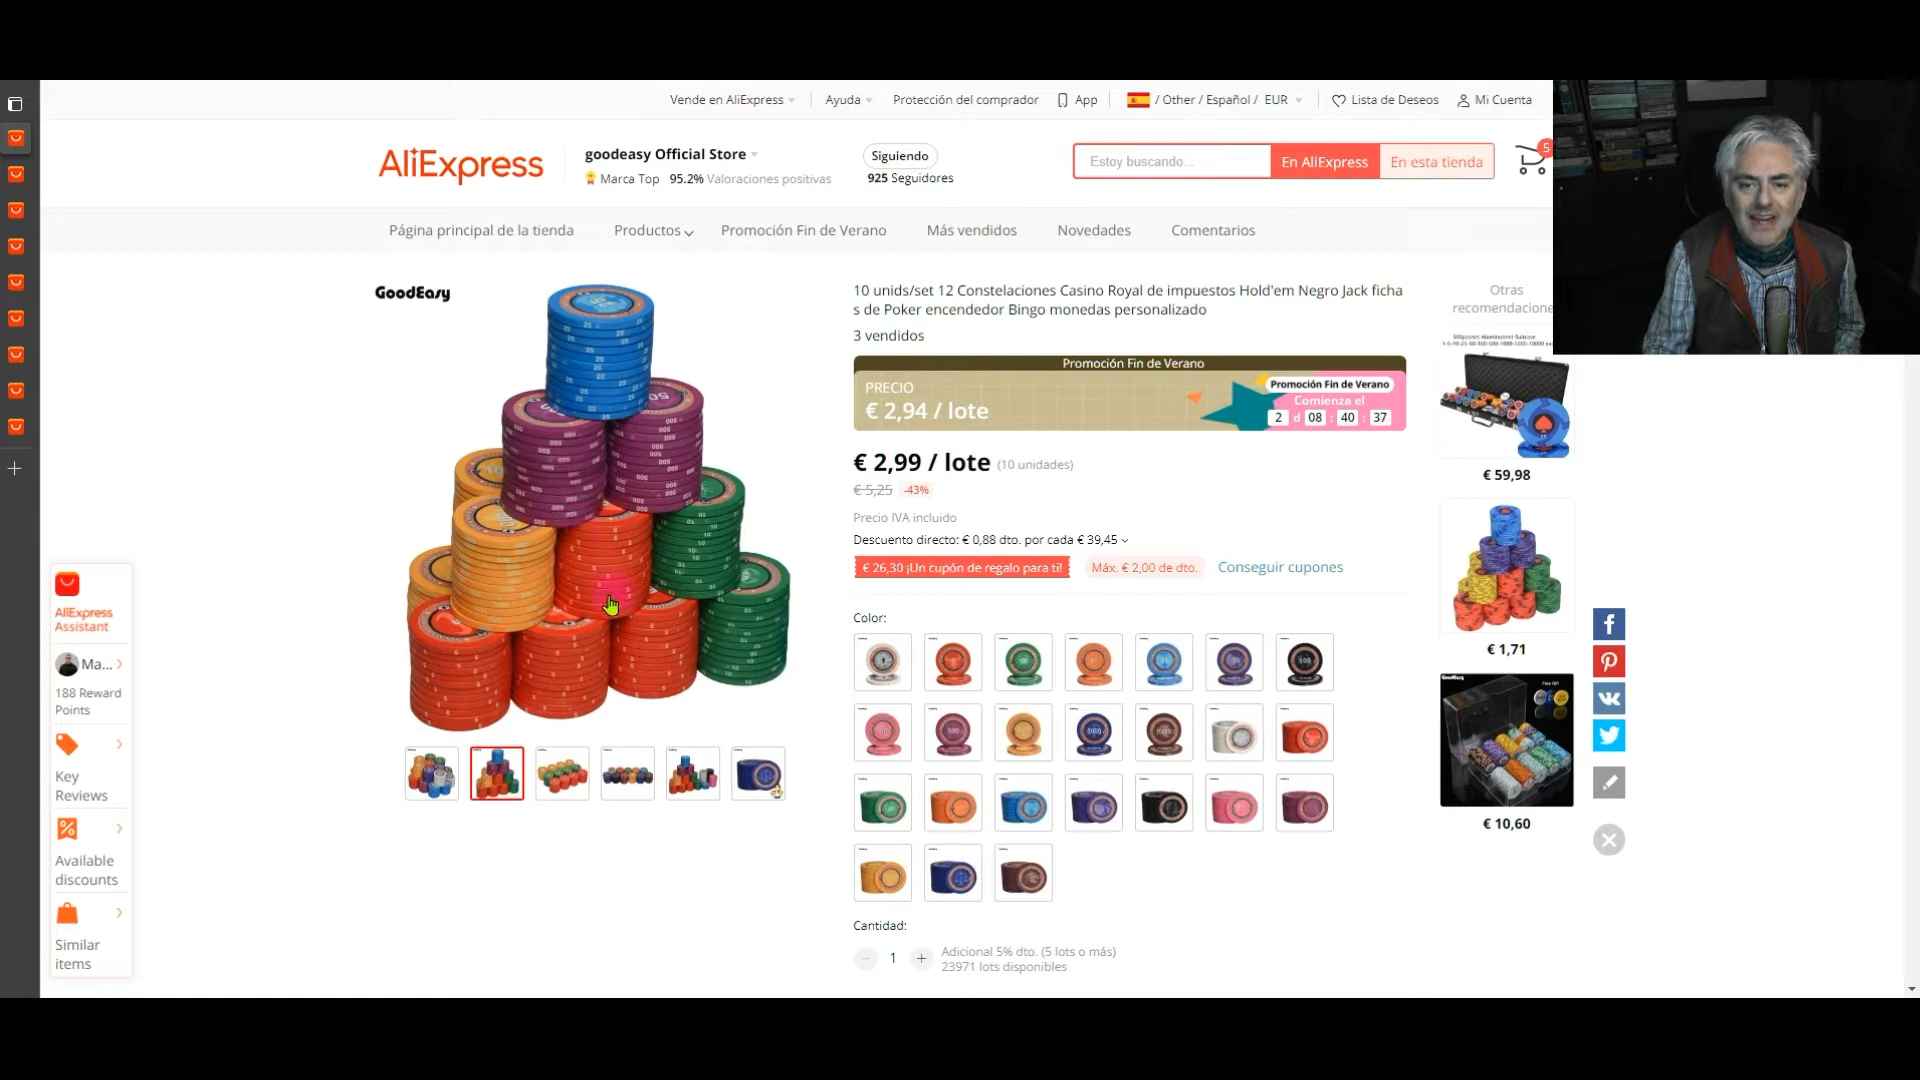 Vende en AliExpress
Ayuda
Protección del comprador
App
/ Other / Español / EUR
Lista de Deseos
Mi Cuenta
AliExpress
goodeasy Official Store
Marca Top 95.2% Valoraciones positivas
Siguiendo
925 Seguidores
Estoy buscando...
En AliExpress
En esta tienda
5
Página principal de la tienda
Productos
Promoción Fin de Verano
Más vendidos
Novedades
Comentarios
GoodEasy
10 unids/set 12 Constelaciones Casino Royal de impuestos Hold'em Negro Jack ficha
s de Poker encendedor Bingo monedas personalizado
3 vendidos
Promoción Fin de Verano
PRECIO
€ 2,94 / lote
Promoción Fin de Verano
Comienza el
2 d 08 : 40 : 37
€ 2,99 / lote (10 unidades)
€ 5,25 -43%
Precio IVA incluido
Descuento directo: € 0,88 dto. por cada € 39,45
€ 26,30 ¡Un cupón de regalo para ti!
Máx. € 2,00 de dto.
Conseguir cupones
Color:
Cantidad:
1
Adicional 5% dto. (5 lots o más)
23971 lots disponibles
Otras
recomendacione
€ 59,98
€ 1,71
€ 10,60
AliExpress
Assistant
Ma...
188 Reward
Points
Key
Reviews
Available
discounts
Similar
items